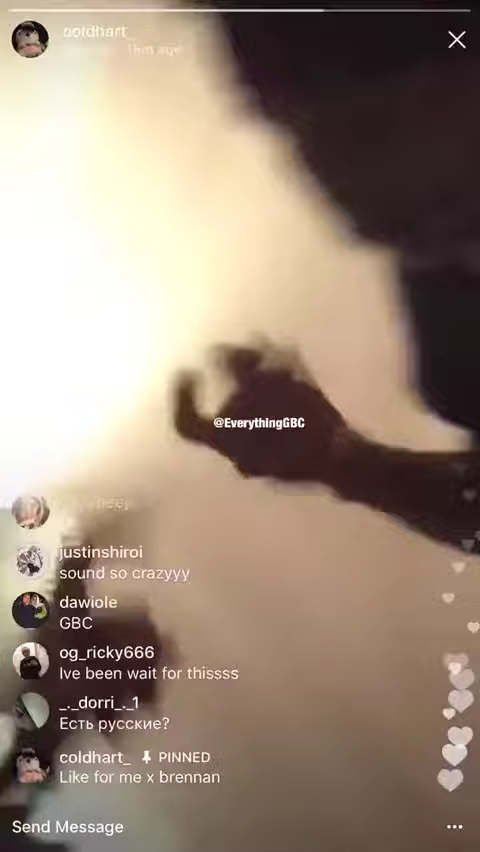 coldhart_
@EverythingGBC
justinshiroi
sound so crazyyy
dawiole
GBC
og_ricky666
Ive been wait for thissss
_._dorri_._1
Есть русские?
coldhart_ PINNED
Like for me x brennan
Send Message